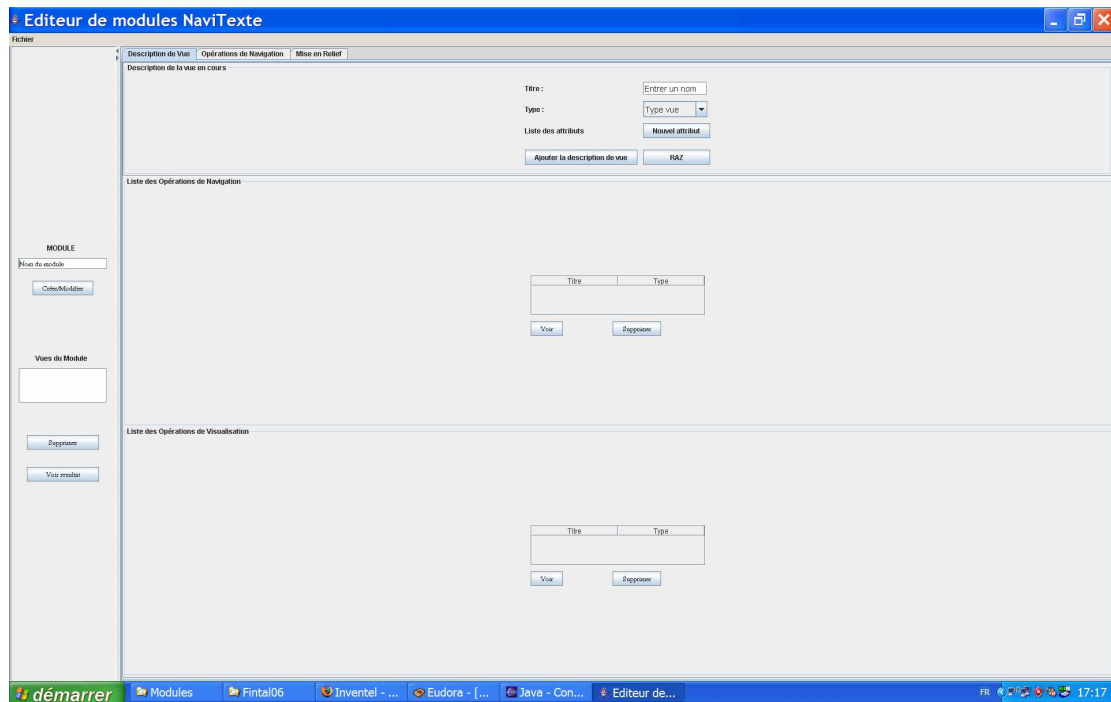 Editeur de modules NaviTexte
Fichier
Description de Vue Opérations de Navigation Mise en Relief
Description de la vue en cours
Titre : Entrer un nom
Type : Type vue
Liste des attributs Nouvel attribut
Ajouter la description de vue RAZ
Liste des Opérations de Navigation
MODULE
Nom du module
Créer/Modifier
Titre Type
Voir Supprimer
Vues du Module
Supprimer
Voir resultat
Liste des Opérations de Visualisation
Titre Type
Voir Supprimer
démarrer Modules Fintal06 Inventel - ... Eudora - [... Java - Con... Editeur de... FR 17:17